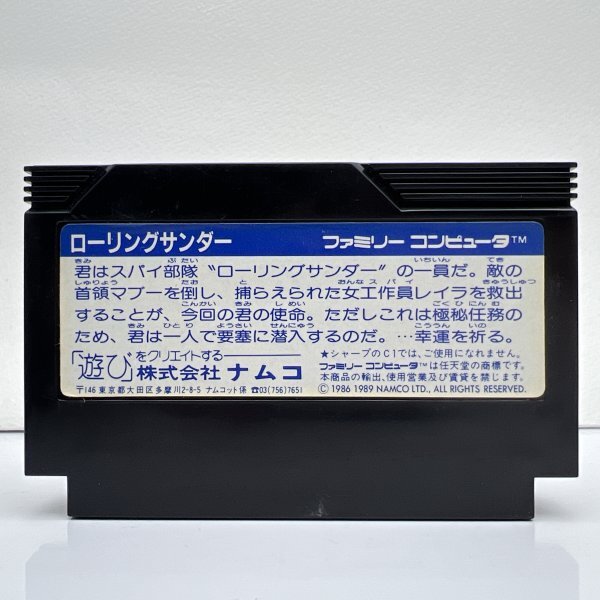 ローリングサンダー ファミリー コンピュータ™
君はスパイ部隊〝ローリングサンダー〟の一員だ。敵の
首領マブーを倒し、捕らえられた女工作員レイラを救出
することが、今回の君の使命。ただしこれは極秘任務の
ため、君は一人で要塞に潜入するのだ。…幸運を祈る。
「遊び」をクリエイトする——
株式会社 ナムコ
〒146 東京都大田区多摩川2-8-5 ナムコット係 ☎03(756)7651
★シャープのC1では、ご使用になれません。
ファミリー コンピュータ™は任天堂の商標です。
本商品の輸出、使用営業及び賃貸を禁じます。
© 1986 1989 NAMCO LTD., ALL RIGHTS RESERVED.